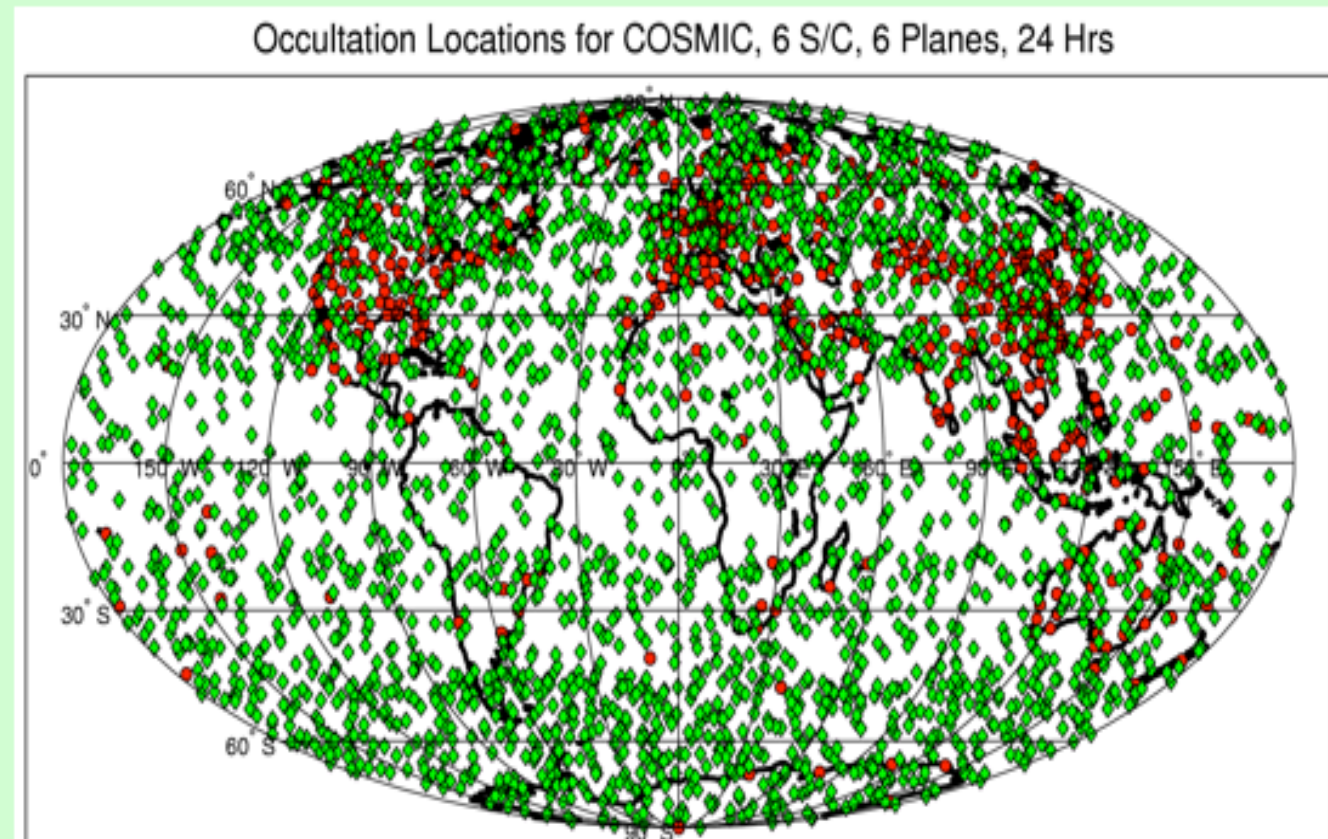 Occultation Locations for COSMIC, 6 S/C, 6 Planes, 24 Hrs
60° N
30° N
0° 150° W 120° W 90° W 60° W 30° W 0° 30° E 60° E 150° E
30° S
60° S
90° S